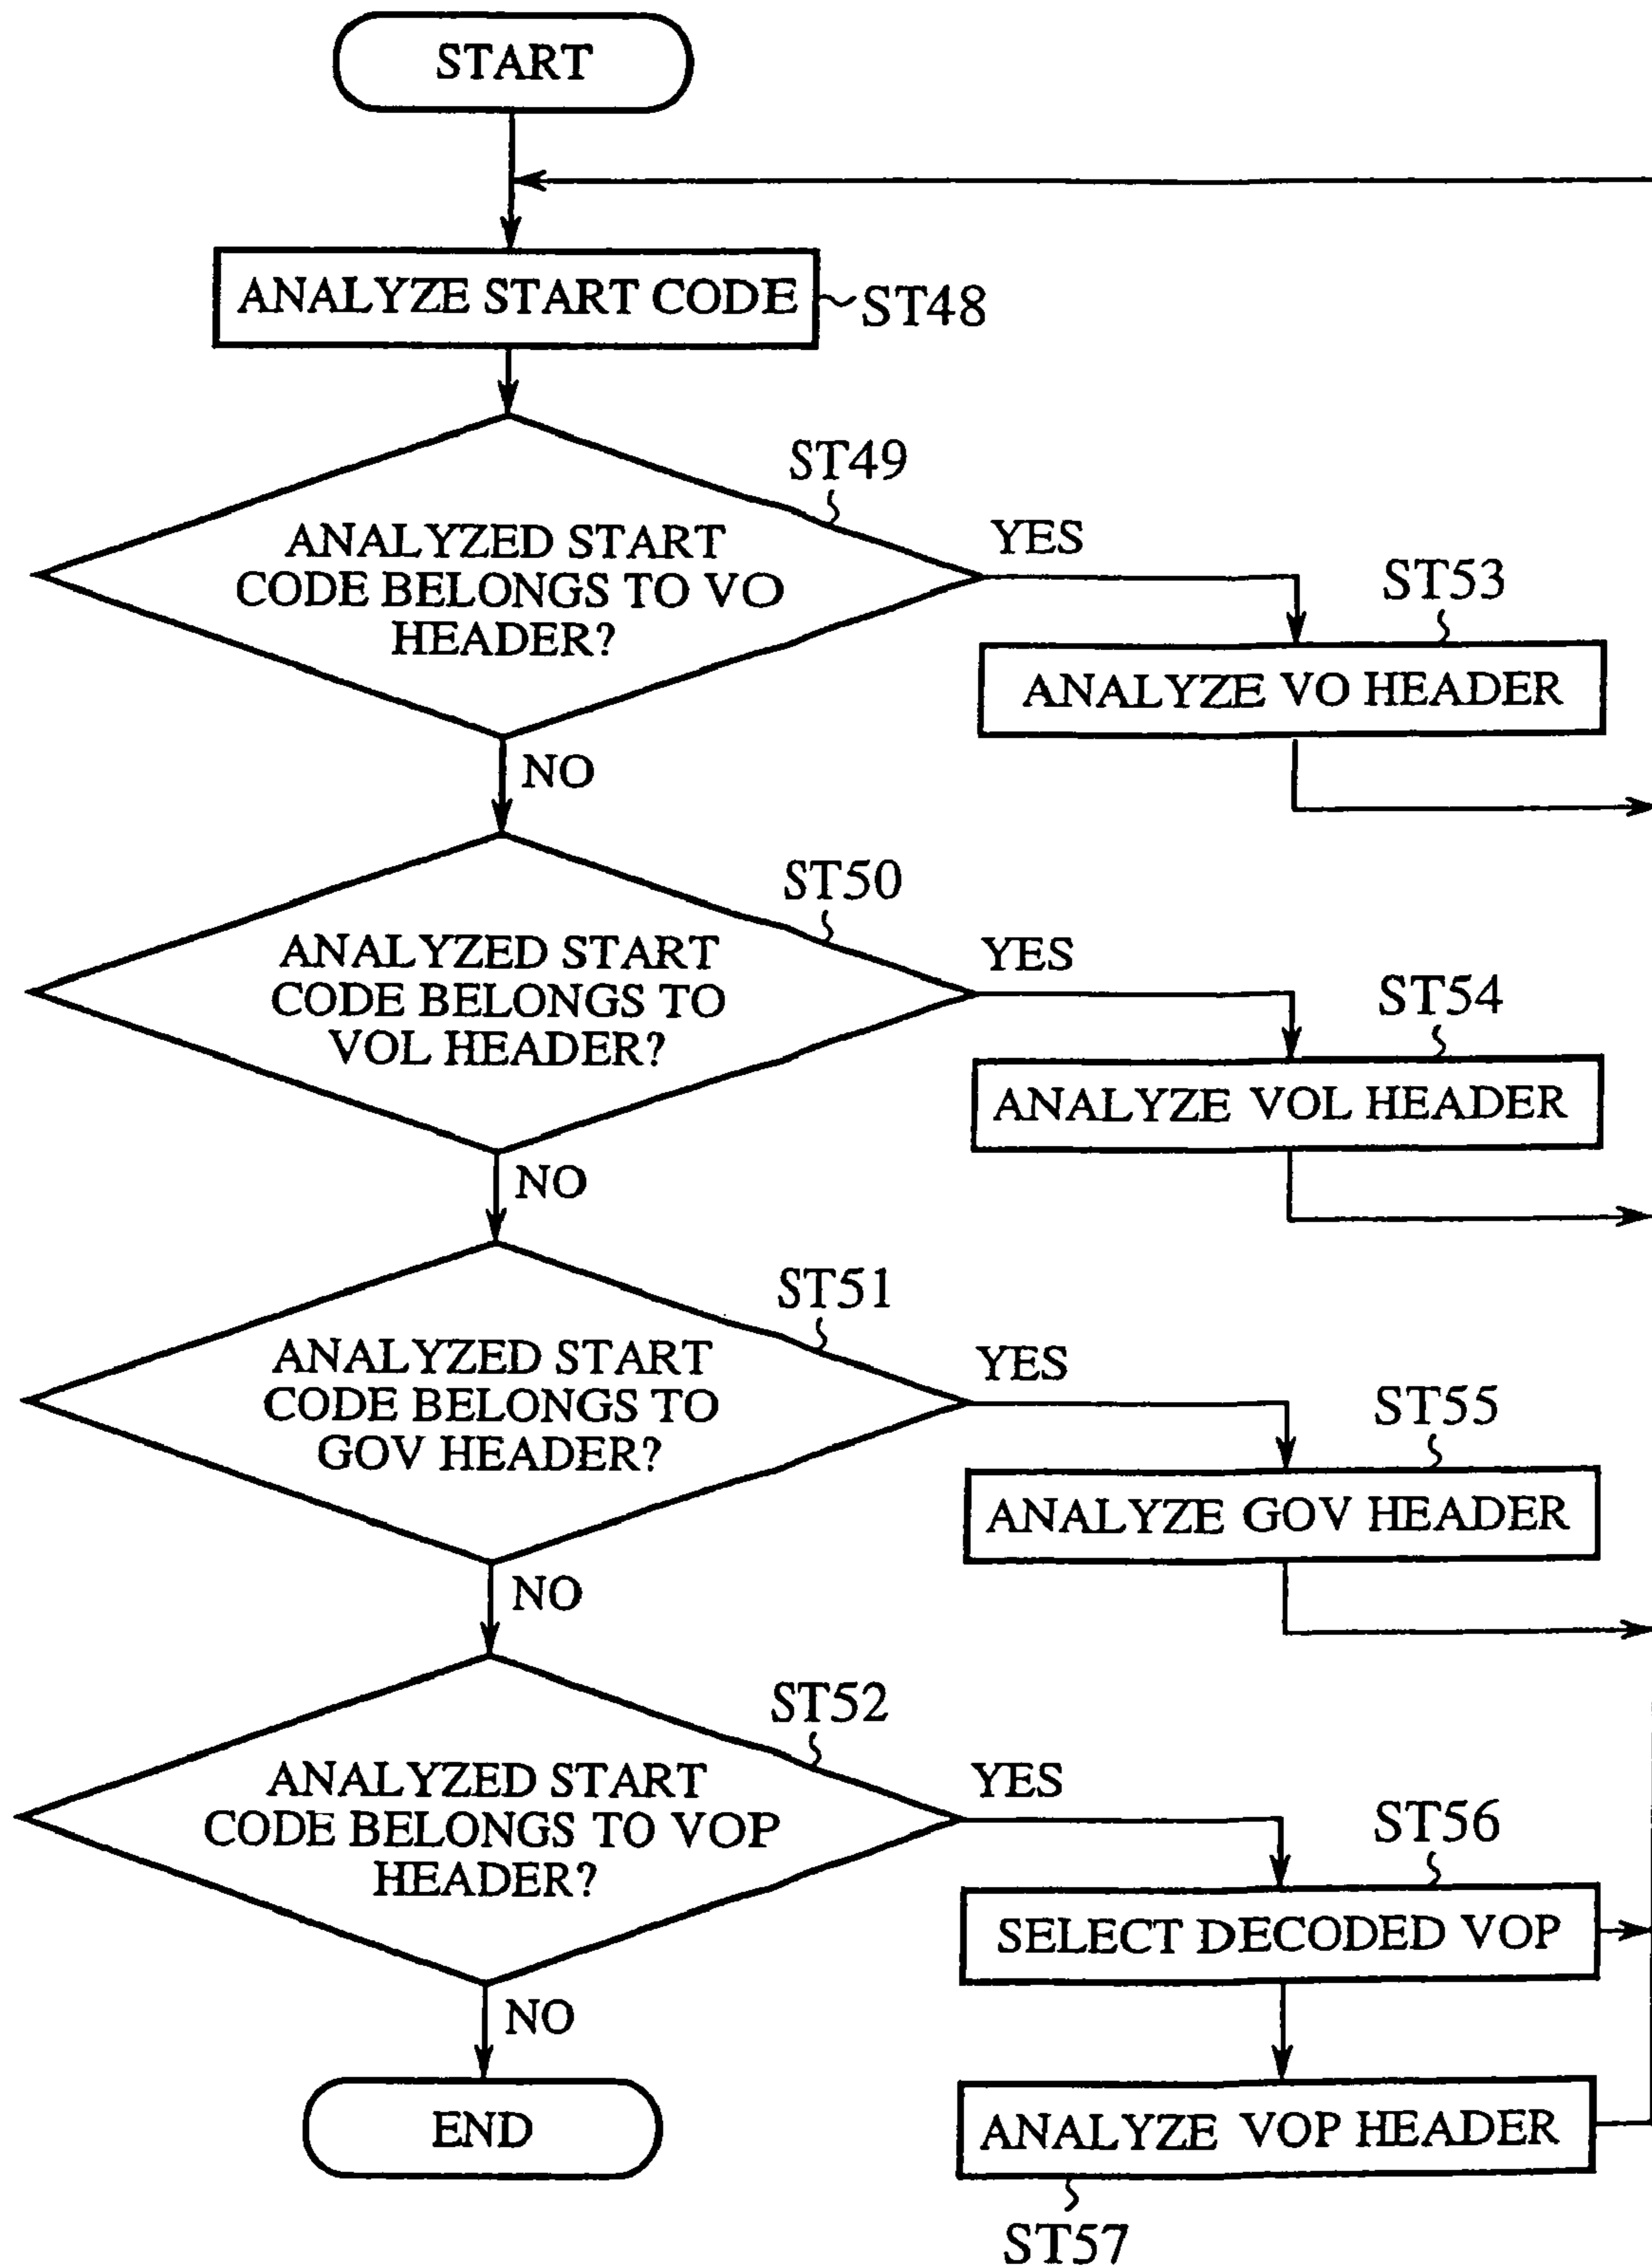 START
ANALYZE START CODE
ST48
ST49
ANALYZED START
CODE BELONGS TO VO
HEADER?
YES
ST53
ANALYZE VO HEADER
NO
ST50
ANALYZED START
CODE BELONGS TO
VOL HEADER?
YES
ST54
ANALYZE VOL HEADER
NO
ST51
ANALYZED START
CODE BELONGS TO
GOV HEADER?
YES
ST55
ANALYZE GOV HEADER
NO
ST52
ANALYZED START
CODE BELONGS TO VOP
HEADER?
YES
ST56
SELECT DECODED VOP
NO
END
ANALYZE VOP HEADER
ST57